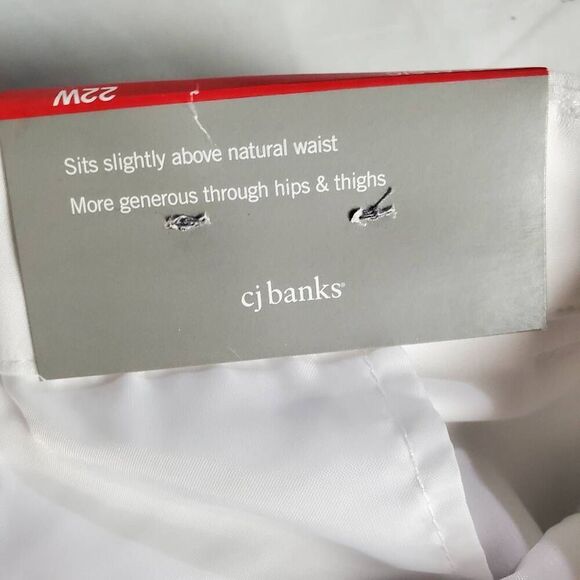 22W
Sits slightly above natural waist
More generous through hips & thighs
cj banks®